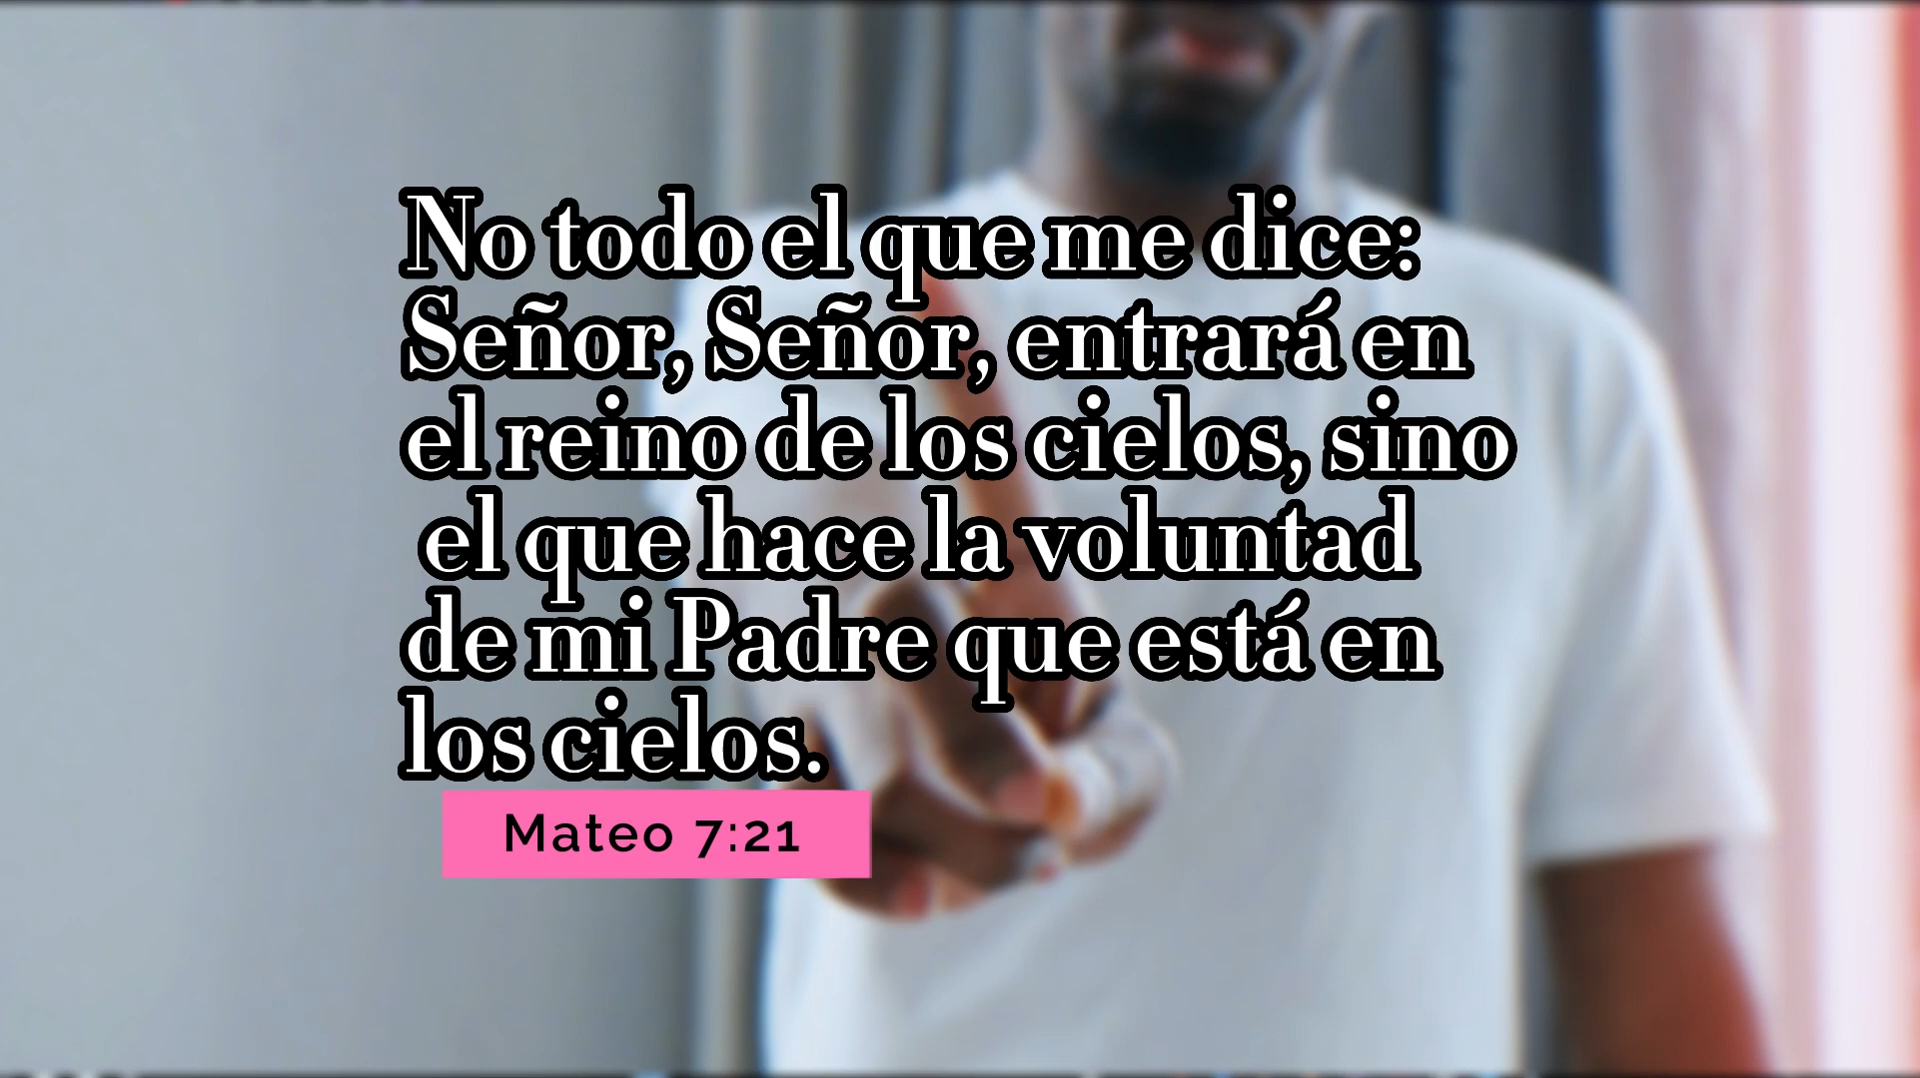 No todo el que me dice:
Señor, Señor, entrará en
el reino de los cielos, sino
el que hace la voluntad
de mi Padre que está en
los cielos.
Mateo 7:21